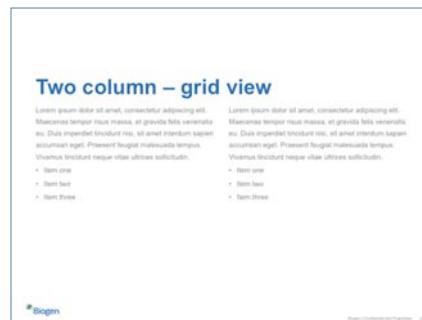 Two column – grid view
Lorem ipsum dolor sit amet, consectetur adipiscing elit.
Maecenas tempor risus massa, et gravida felis venenatis
eu. Duis imperdiet tincidunt nisi, sit amet interdum sapien
accumsan eget. Praesent feugiat malesuada tempus.
Vivamus tincidunt neque vitae ultrices sollicitudin.
• Item one
• Item two
• Item three
Lorem ipsum dolor sit amet, consectetur adipiscing elit.
Maecenas tempor risus massa, et gravida felis venenatis
eu. Duis imperdiet tincidunt nisi, sit amet interdum sapien
accumsan eget. Praesent feugiat malesuada tempus.
Vivamus tincidunt neque vitae ultrices sollicitudin.
• Item one
• Item two
• Item three
Biogen
Biogen | Confidential and Proprietary